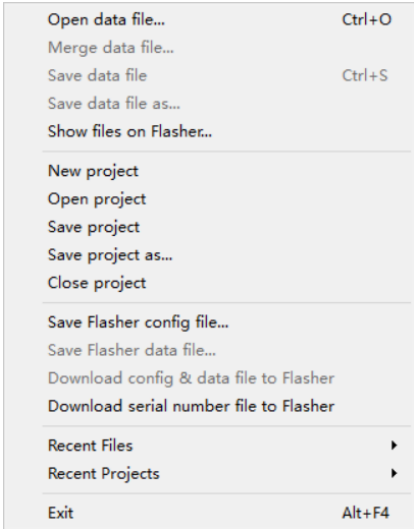 Open data file... Ctrl+O
Merge data file...
Save data file Ctrl+S
Save data file as...
Show files on Flasher...
New project
Open project
Save project
Save project as...
Close project
Save Flasher config file...
Save Flasher data file...
Download config & data file to Flasher
Download serial number file to Flasher
Recent Files
Recent Projects
Exit Alt+F4